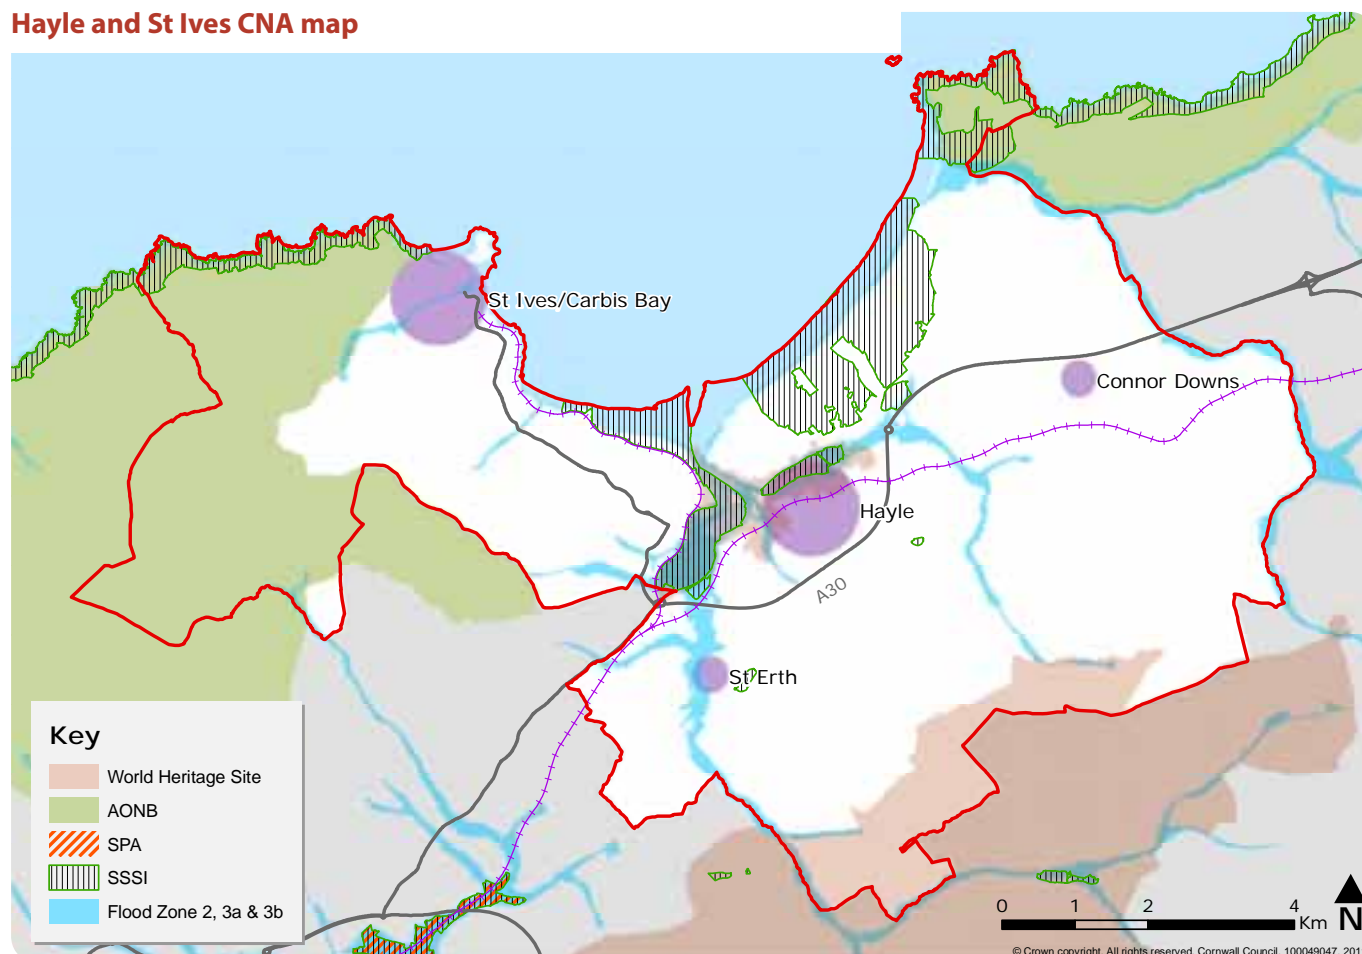 Hayle and St Ives CNA map
St Ives/Carbis Bay
Connor Downs
Hayle
A30
St Erth
Key
World Heritage Site
AONB
SPA
SSSI
Flood Zone 2, 3a & 3b
0 1 2 4
Km
N
© Crown copyright. All rights reserved. Cornwall Council, 100049047, 201